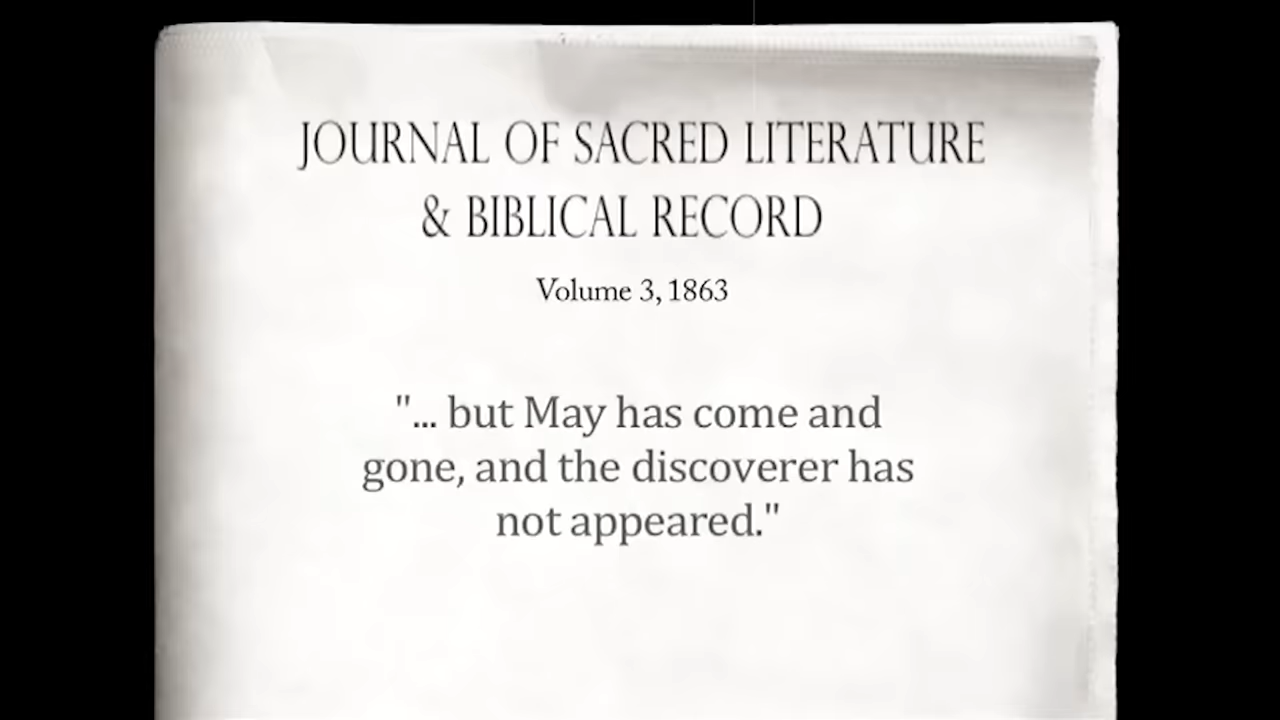 JOURNAL OF SACRED LITERATURE
& BIBLICAL RECORD
Volume 3, 1863
"... but May has come and
gone, and the discoverer has
not appeared."